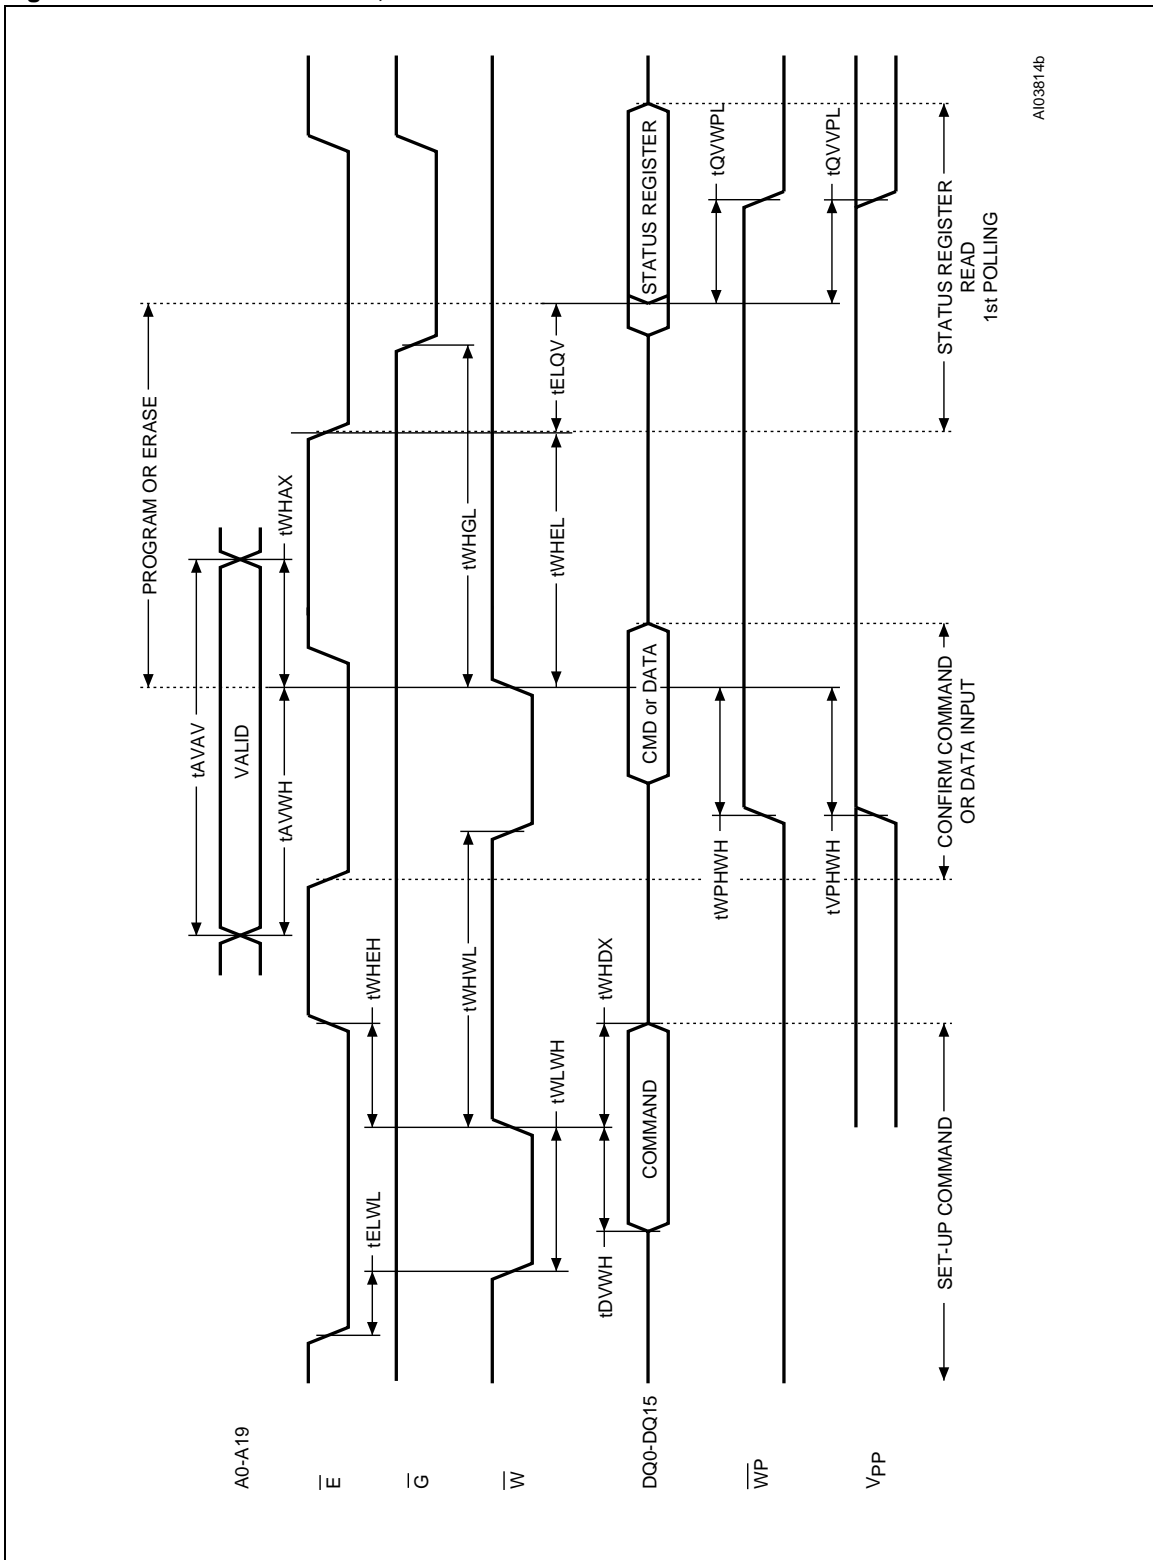 PROGRAM OR ERASE
tAVAV
A0-A19
VALID
tAVWH
tWHAX
E
tELWL
tWHEH
G
tWHWL
tWHGL
W
tWLWH
tWHEL
tELQV
tDVWH
tWHDX
DQ0-DQ15
COMMAND
CMD or DATA
STATUS REGISTER
tWPHWH
tQVWPL
WP
tVPHWH
tQVVPL
VPP
SET-UP COMMAND
CONFIRM COMMAND
OR DATA INPUT
STATUS REGISTER
READ
1st POLLING
AI03814b